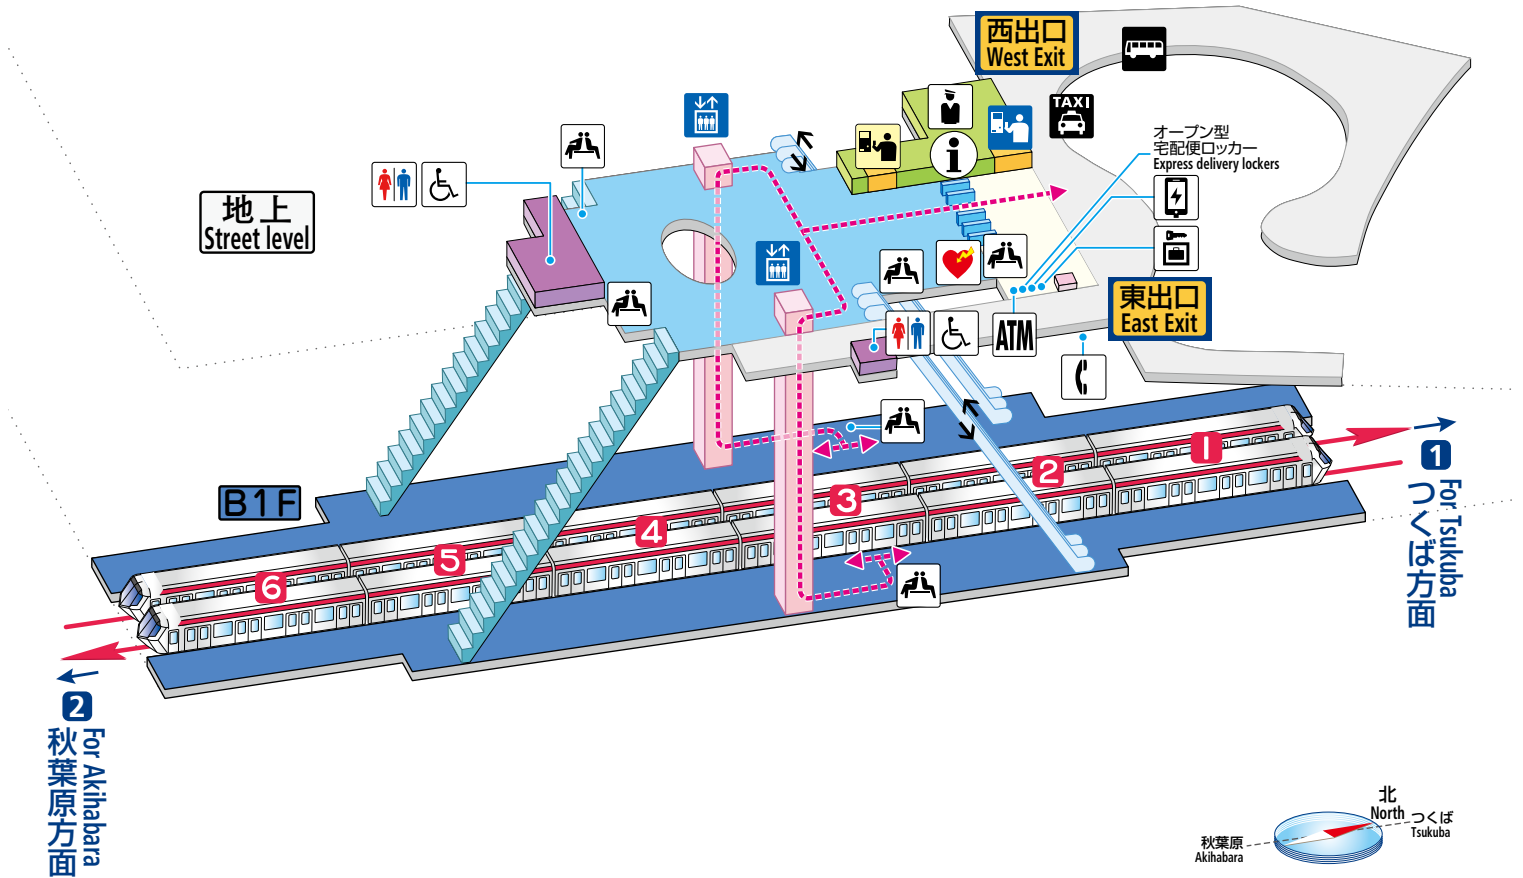 西出口
West Exit
TAXI
オープン型
宅配便ロッカー
Express delivery lockers
地上
Street level
東出口
East Exit
ATM
B1F
1
2
3
4
5
6
1
つくば方面
For Tsukuba
2
秋葉原方面
For Akihabara
北
North
つくば
Tsukuba
秋葉原
Akihabara